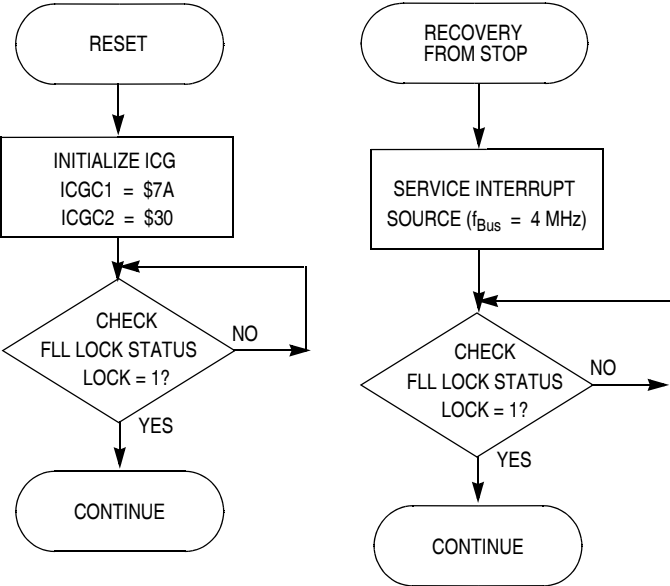 RESET
INITIALIZE ICG
ICGC1 = $7A
ICGC2 = $30
CHECK
FLL LOCK STATUS
LOCK = 1?
NO
YES
CONTINUE
RECOVERY
FROM STOP
SERVICE INTERRUPT
SOURCE (fBus = 4 MHz)
CHECK
FLL LOCK STATUS
LOCK = 1?
NO
YES
CONTINUE